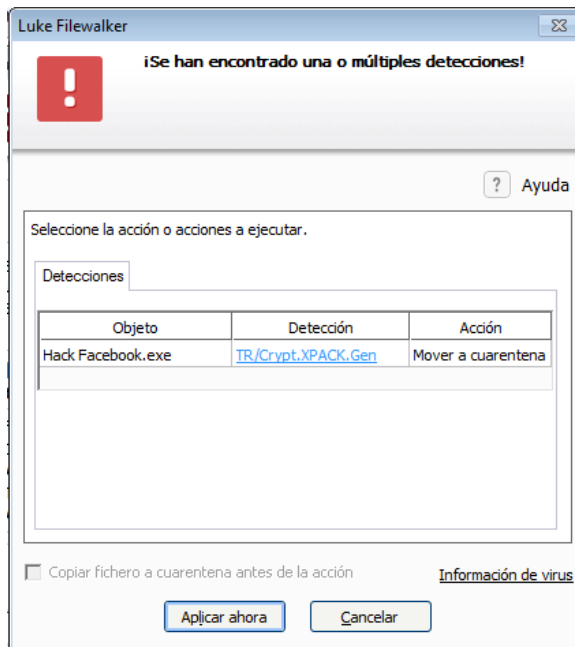 Luke Filewalker
¡Se han encontrado una o múltiples detecciones!
? Ayuda
Seleccione la acción o acciones a ejecutar.
Detecciones
Objeto Detección Acción
Hack Facebook.exe TR/Crypt.XPACK.Gen Mover a cuarentena
Copiar fichero a cuarentena antes de la acción Información de virus
Aplicar ahora Cancelar